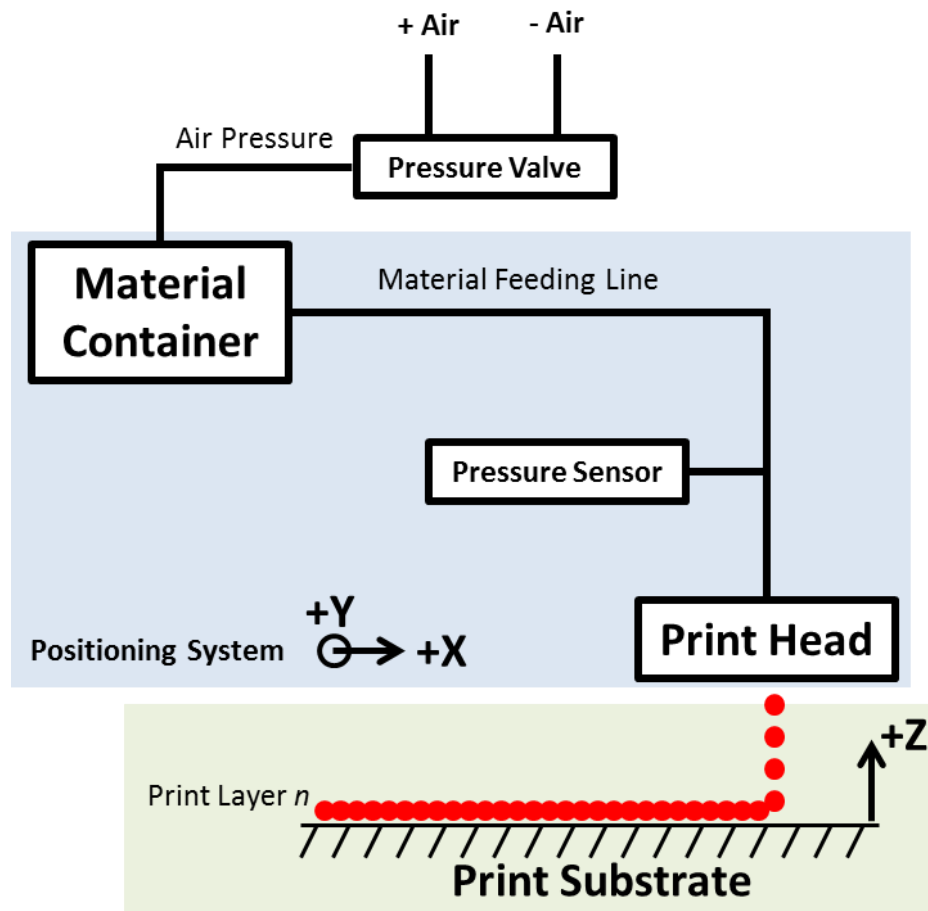 + Air
- Air
Air Pressure
Pressure Valve
Material
Container
Material Feeding Line
Pressure Sensor
+Y
Positioning System
+X
Print Head
+Z
Print Layer n
Print Substrate